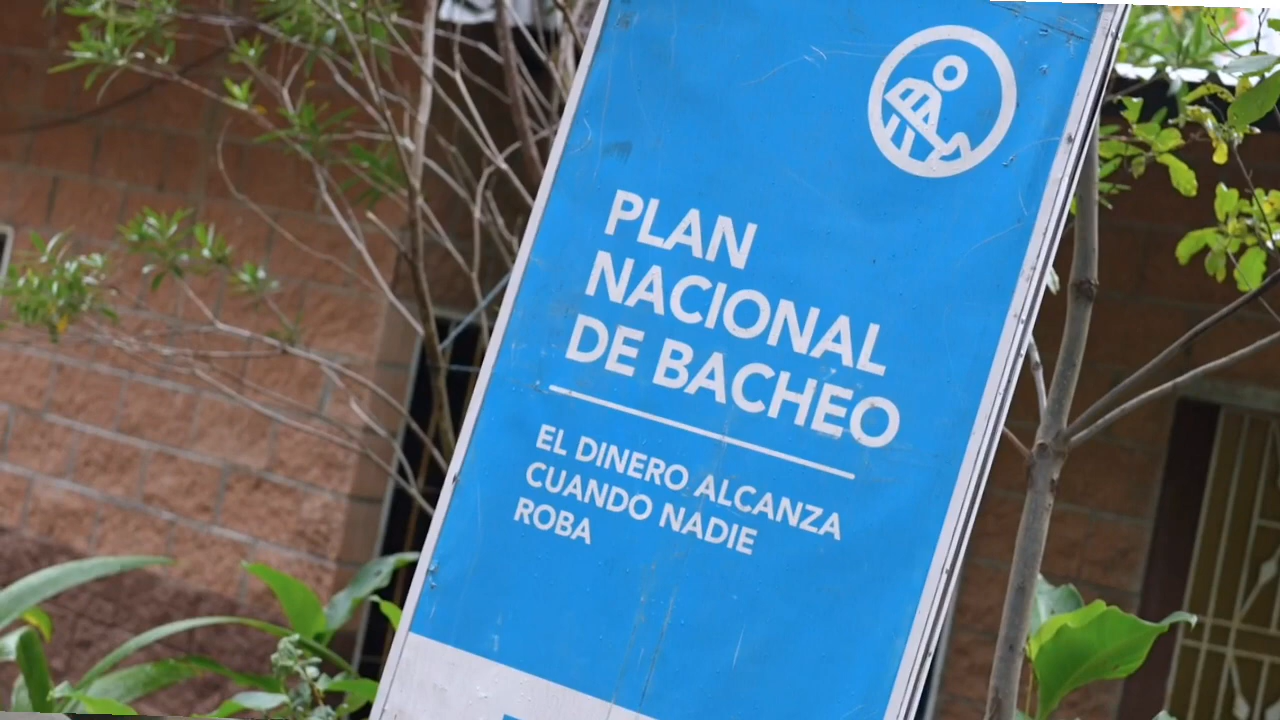 PLAN
NACIONAL
DE BACHEO
EL DINERO ALCANZA
CUANDO NADIE
ROBA